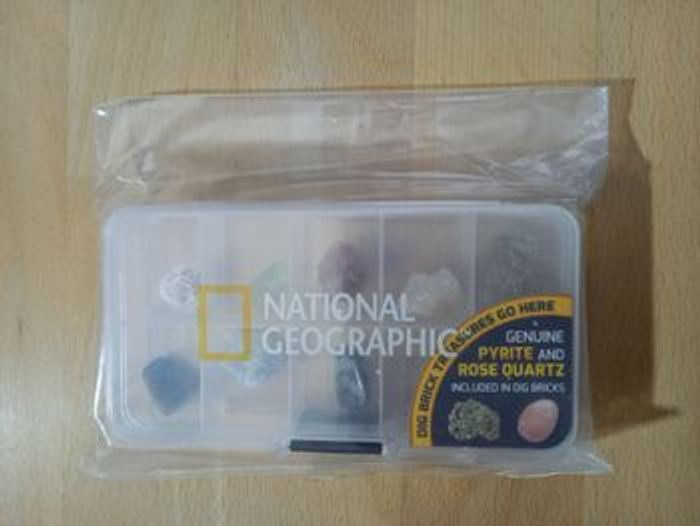 NATIONAL
GEOGRAPHIC
DIG BRICK TREASURES GO HERE
GENUINE
PYRITE AND
ROSE QUARTZ
INCLUDED IN DIG BRICKS